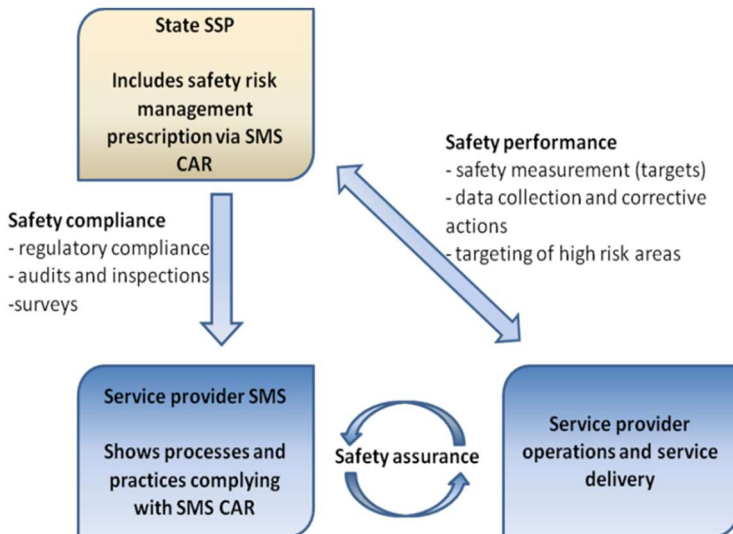 State SSP
Includes safety risk
management
prescription via SMS
CAR
Safety performance
- safety measurement (targets)
- data collection and corrective
actions
- targeting of high risk areas
Safety compliance
- regulatory compliance
- audits and inspections
-surveys
Service provider SMS
Shows processes and
practices complying
with SMS CAR
Safety assurance
Service provider
operations and service
delivery